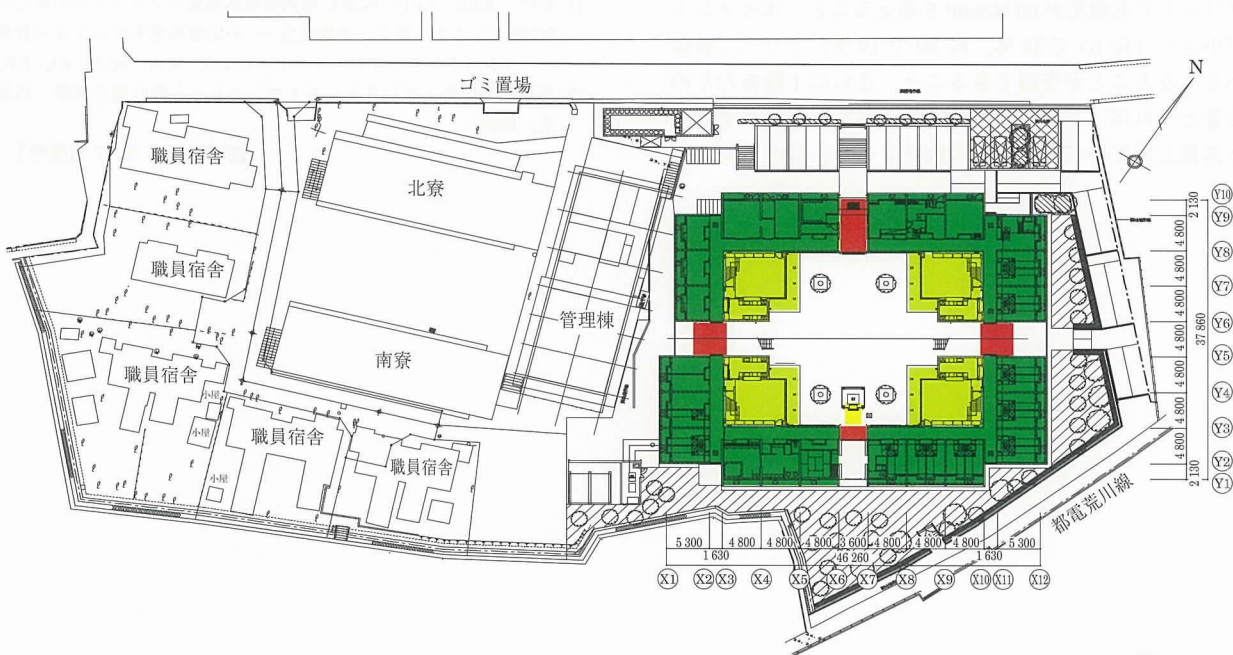 ゴミ置場
N
職員宿舎
北寮
職員宿舎
管理棟
南寮
職員宿舎
小屋
小屋
職員宿舎
職員宿舎
小屋
都電荒川線
2 130
4 800
4 800
4 800
4 800
4 800
4 800
4 800
2 130
37 860
Y10
Y9
Y8
Y7
Y6
Y5
Y4
Y3
Y2
Y1
5 300
4 800
4 800
4 800
3 600
4 800
4 800
4 800
5 300
1 630
46 260
1 630
X1
X2
X3
X4
X5
X6
X7
X8
X9
X10
X11
X12